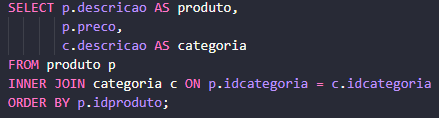 SELECT p.descricao AS produto,
p.preco,
c.descricao AS categoria
FROM produto p
INNER JOIN categoria c ON p.idcategoria = c.idcategoria
ORDER BY p.idproduto;